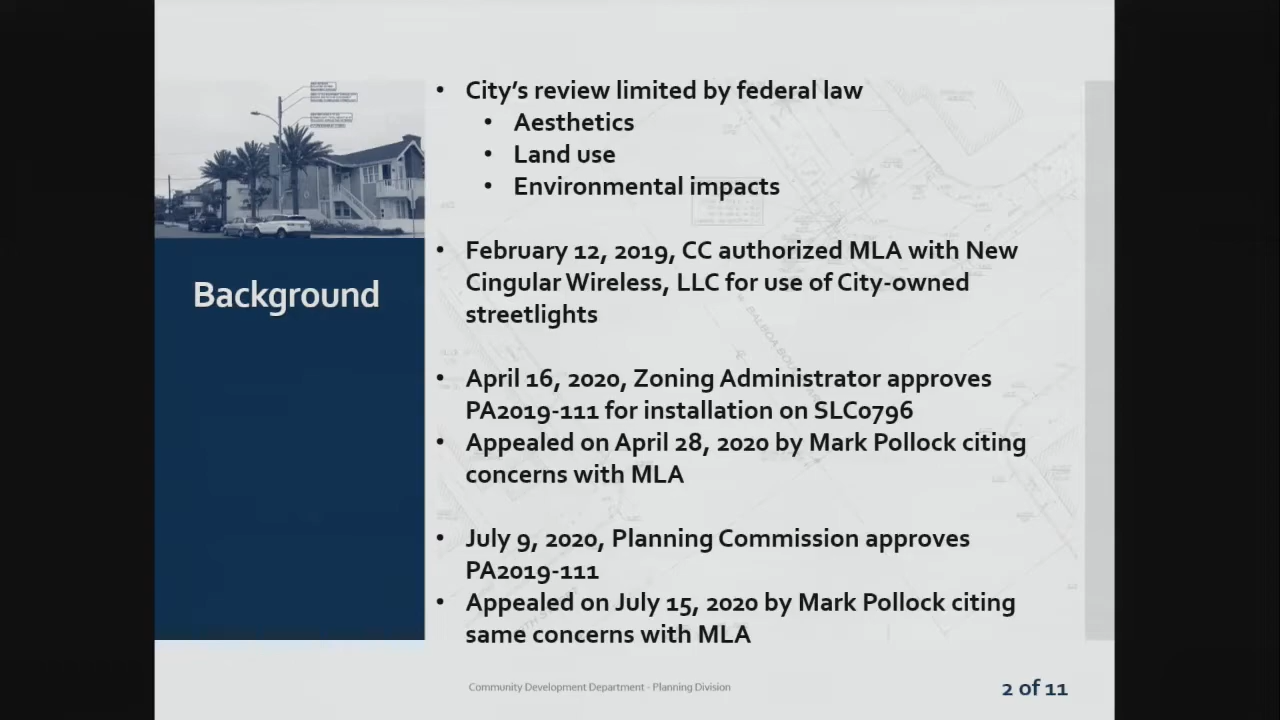 City's review limited by federal law
Aesthetics
Land use
Environmental impacts
February 12, 2019, CC authorized MLA with New
Cingular Wireless, LLC for use of City-owned
streetlights
Background
April 16, 2020, Zoning Administrator approves
PA2019-111 for installation on SLC0796
Appealed on April 28, 2020 by Mark Pollock citing
concerns with MLA
July 9, 2020, Planning Commission approves
PA2019-111
Appealed on July 15, 2020 by Mark Pollock citing
same concerns with MLA
BALBOA
Community Development Department - Planning Division
2 of 11